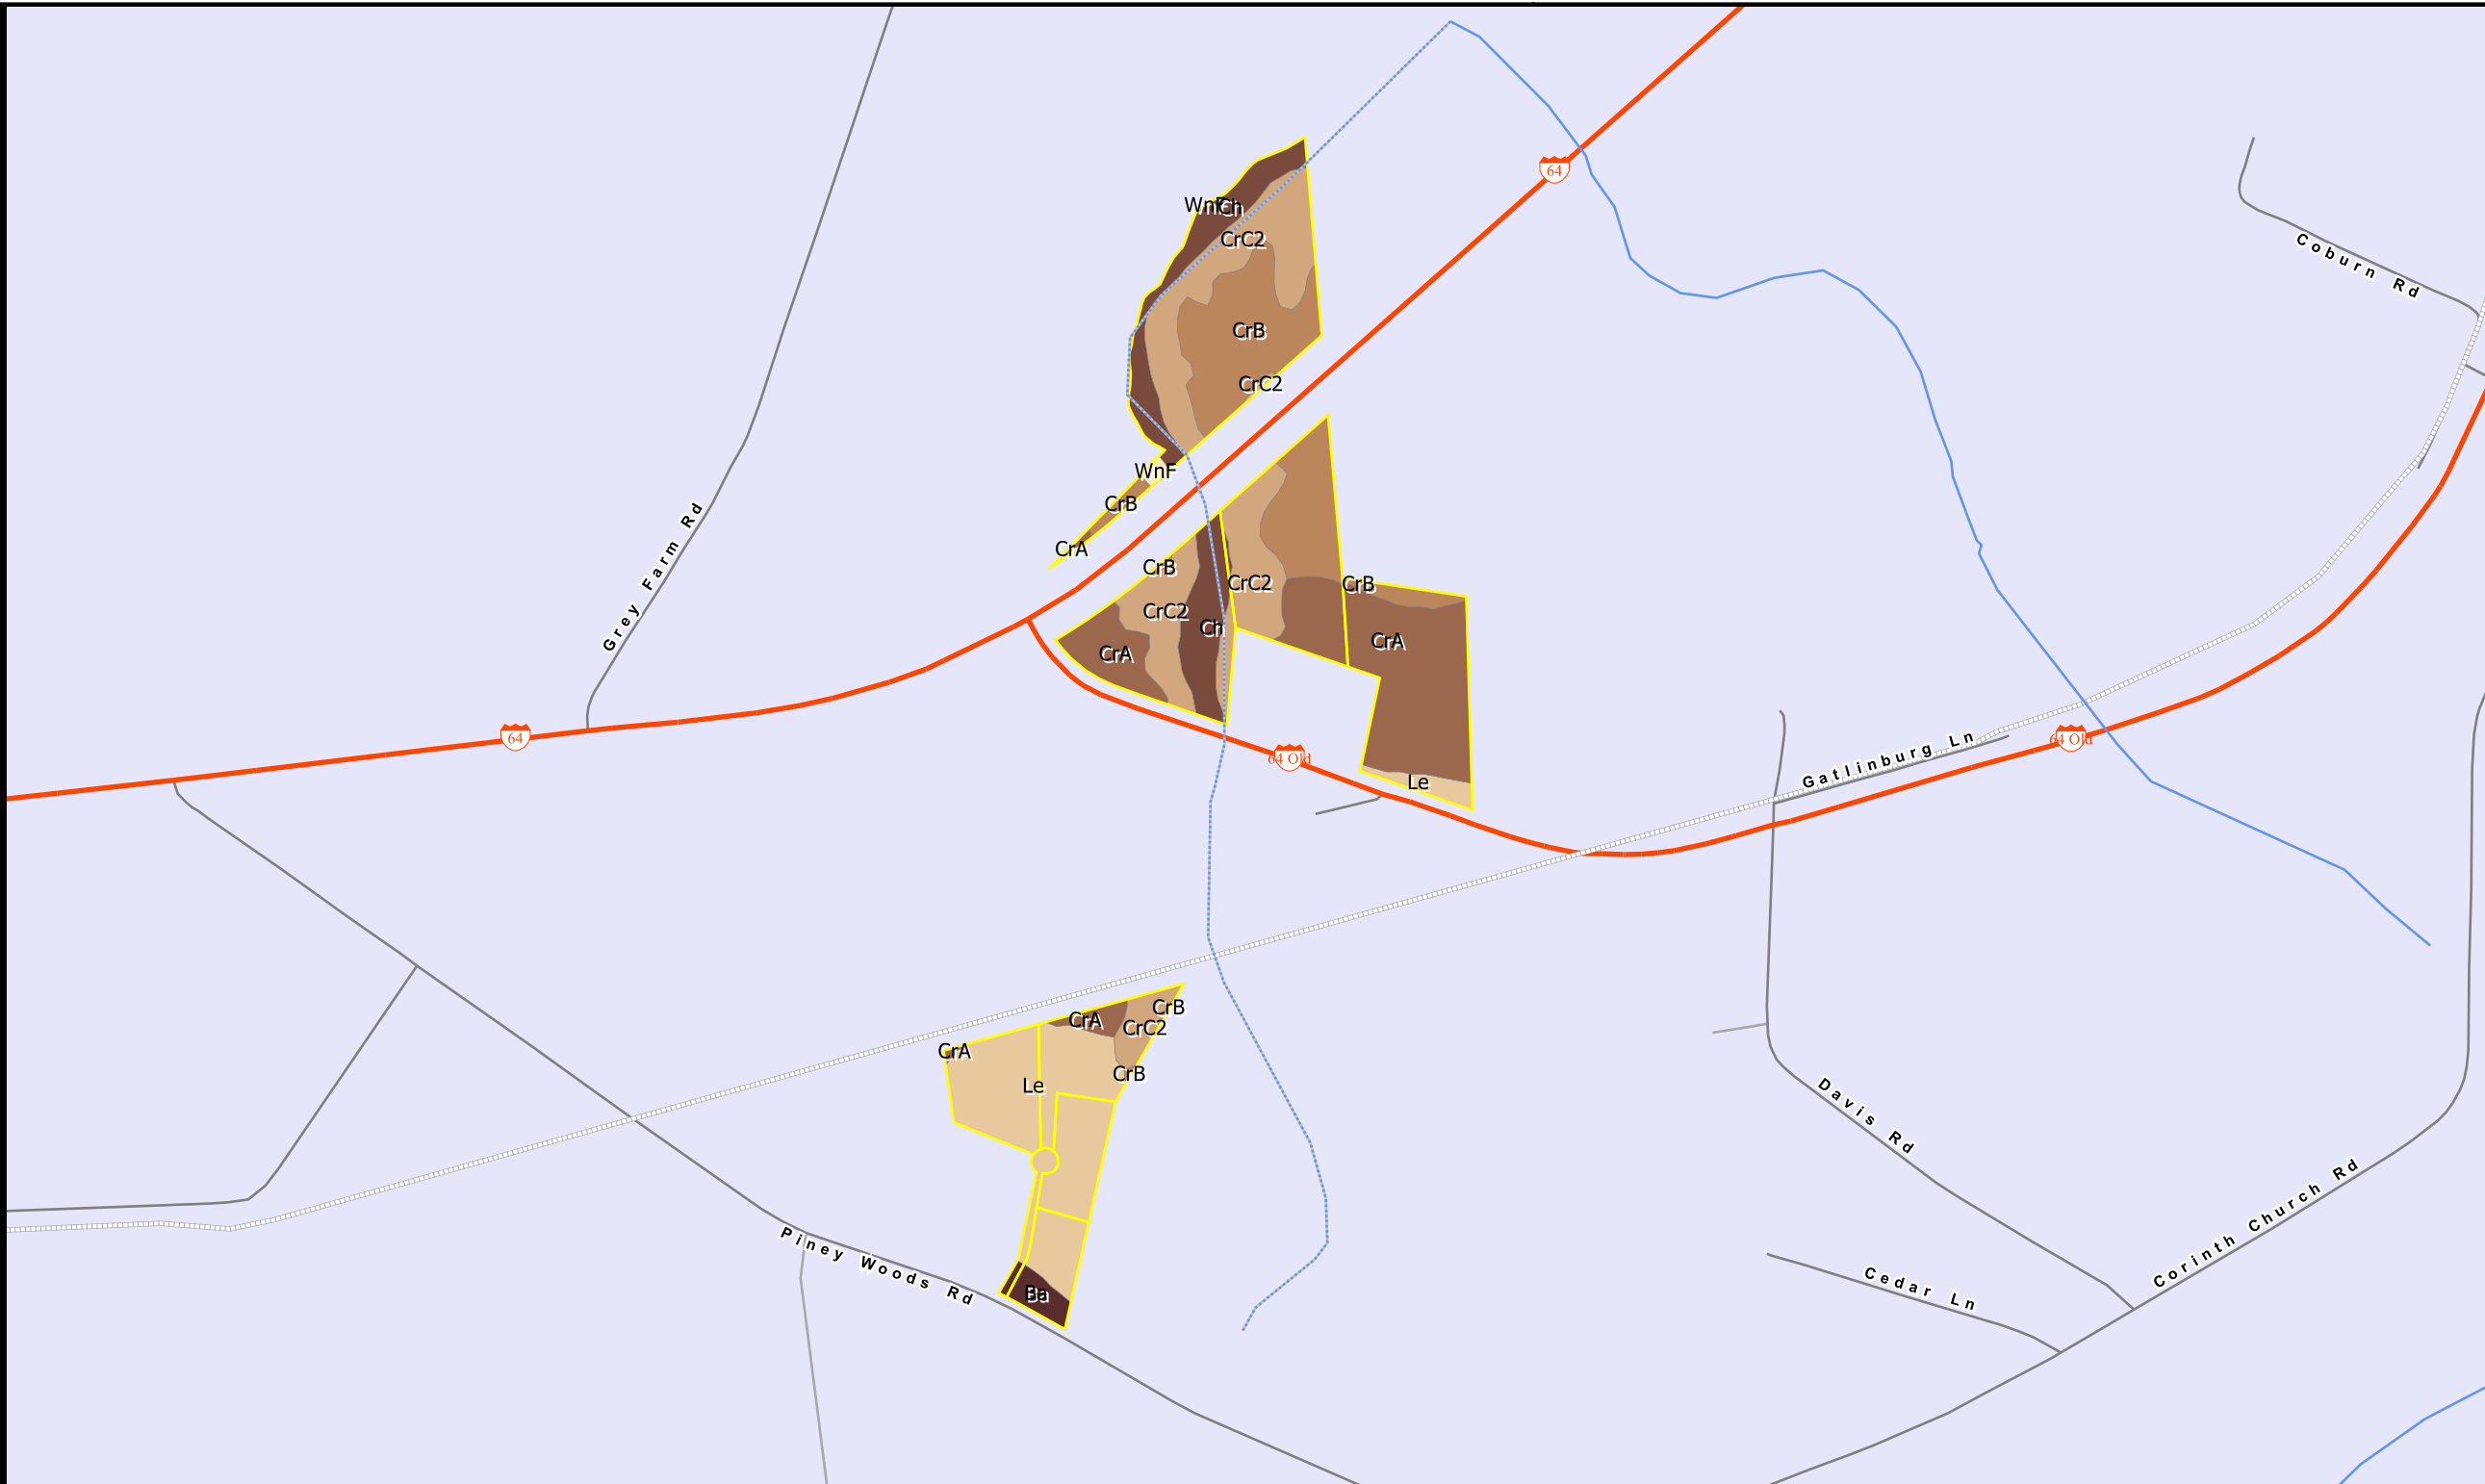 64
WnF
Ch
CrC2
Coburn Rd
CrB
CrC2
WnF
CrB
CrA
Grey Farm Rd
CrB
CrC2
CrB
CrC2
Ch
CrA
CrA
64
64 Old
64 Old
Gatlinburg Ln
Le
CrB
CrA
CrC2
CrA
CrB
Le
Davis Rd
Corinth Church Rd
Piney Woods Rd
Cedar Ln
Ba